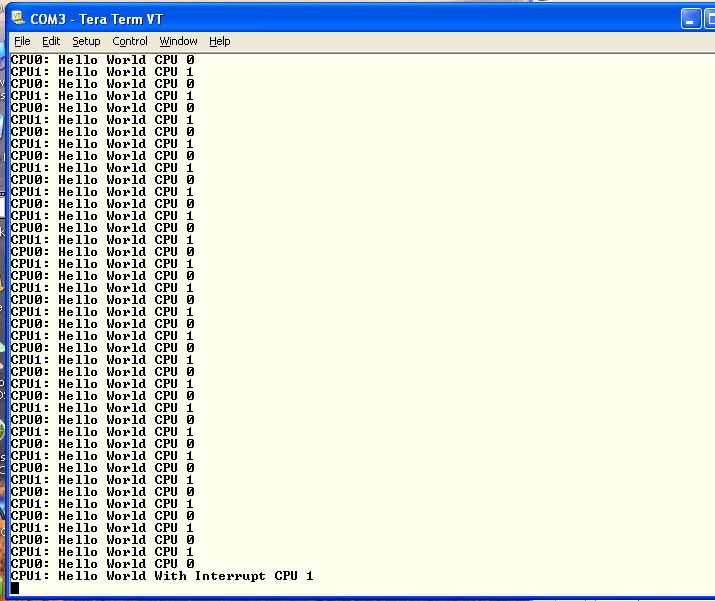 COM3 - Tera Term VT
File Edit Setup Control Window Help
CPU0: Hello World CPU 0
CPU1: Hello World CPU 1
CPU0: Hello World CPU 0
CPU1: Hello World CPU 1
CPU0: Hello World CPU 0
CPU1: Hello World CPU 1
CPU0: Hello World CPU 0
CPU1: Hello World CPU 1
CPU0: Hello World CPU 0
CPU1: Hello World CPU 1
CPU0: Hello World CPU 0
CPU1: Hello World CPU 1
CPU0: Hello World CPU 0
CPU1: Hello World CPU 1
CPU0: Hello World CPU 0
CPU1: Hello World CPU 1
CPU0: Hello World CPU 0
CPU1: Hello World CPU 1
CPU0: Hello World CPU 0
CPU1: Hello World CPU 1
CPU0: Hello World CPU 0
CPU1: Hello World CPU 1
CPU0: Hello World CPU 0
CPU1: Hello World CPU 1
CPU0: Hello World CPU 0
CPU1: Hello World CPU 1
CPU0: Hello World CPU 0
CPU1: Hello World CPU 1
CPU0: Hello World CPU 0
CPU1: Hello World CPU 1
CPU0: Hello World CPU 0
CPU1: Hello World CPU 1
CPU0: Hello World CPU 0
CPU1: Hello World CPU 1
CPU0: Hello World CPU 0
CPU1: Hello World CPU 1
CPU0: Hello World CPU 0
CPU1: Hello World CPU 1
CPU0: Hello World CPU 0
CPU1: Hello World CPU 1
CPU0: Hello World CPU 0
CPU1: Hello World CPU 1
CPU0: Hello World CPU 0
CPU1: Hello World With Interrupt CPU 1